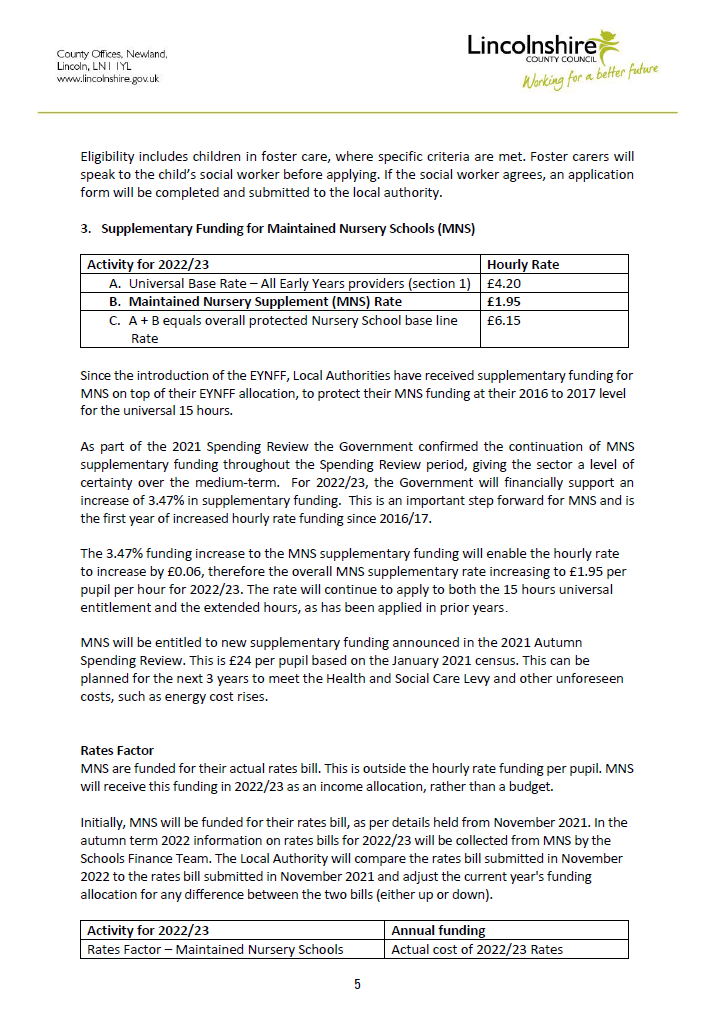 County Offices, Newland,
Lincoln, LN1 1YL
www.lincolnshire.gov.uk
Lincolnshire
COUNTY COUNCIL
Working for a better future
Eligibility includes children in foster care, where specific criteria are met. Foster carers will
speak to the child's social worker before applying. If the social worker agrees, an application
form will be completed and submitted to the local authority.
3. Supplementary Funding for Maintained Nursery Schools (MNS)
Activity for 2022/23 Hourly Rate
A. Universal Base Rate – All Early Years providers (section 1) £4.20
B. Maintained Nursery Supplement (MNS) Rate £1.95
C. A + B equals overall protected Nursery School base line £6.15
Rate
Since the introduction of the EYNFF, Local Authorities have received supplementary funding for
MNS on top of their EYNFF allocation, to protect their MNS funding at their 2016 to 2017 level
for the universal 15 hours.
As part of the 2021 Spending Review the Government confirmed the continuation of MNS
supplementary funding throughout the Spending Review period, giving the sector a level of
certainty over the medium-term. For 2022/23, the Government will financially support an
increase of 3.47% in supplementary funding. This is an important step forward for MNS and is
the first year of increased hourly rate funding since 2016/17.
The 3.47% funding increase to the MNS supplementary funding will enable the hourly rate
to increase by £0.06, therefore the overall MNS supplementary rate increasing to £1.95 per
pupil per hour for 2022/23. The rate will continue to apply to both the 15 hours universal
entitlement and the extended hours, as has been applied in prior years.
MNS will be entitled to new supplementary funding announced in the 2021 Autumn
Spending Review. This is £24 per pupil based on the January 2021 census. This can be
planned for the next 3 years to meet the Health and Social Care Levy and other unforeseen
costs, such as energy cost rises.
Rates Factor
MNS are funded for their actual rates bill. This is outside the hourly rate funding per pupil. MNS
will receive this funding in 2022/23 as an income allocation, rather than a budget.
Initially, MNS will be funded for their rates bill, as per details held from November 2021. In the
autumn term 2022 information on rates bills for 2022/23 will be collected from MNS by the
Schools Finance Team. The Local Authority will compare the rates bill submitted in November
2022 to the rates bill submitted in November 2021 and adjust the current year's funding
allocation for any difference between the two bills (either up or down).
Activity for 2022/23 Annual funding
Rates Factor – Maintained Nursery Schools Actual cost of 2022/23 Rates
5